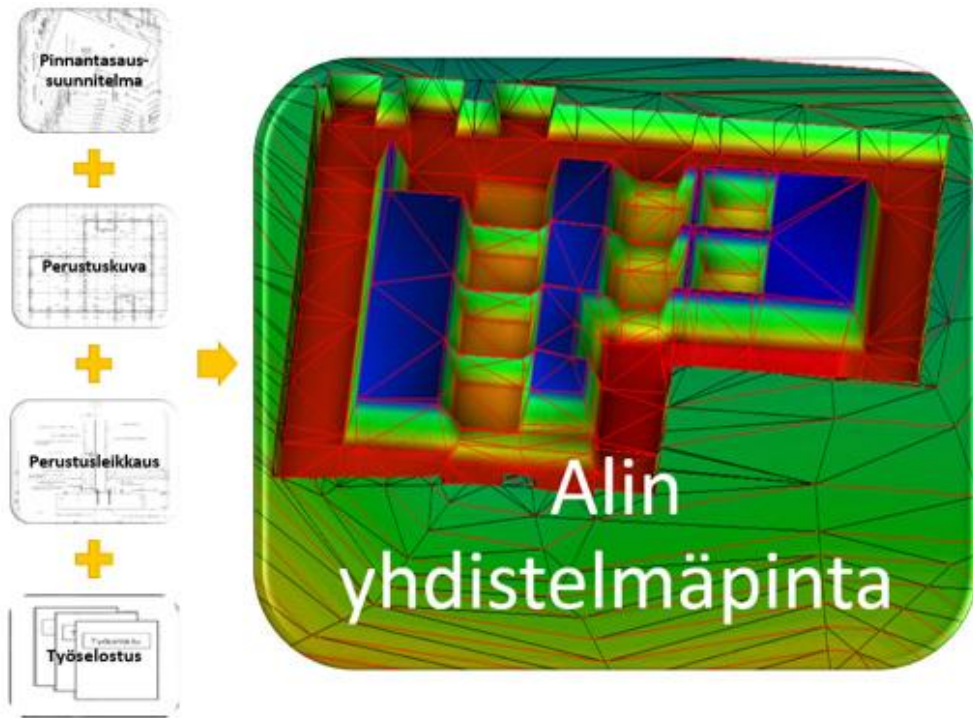 Pinnantasaus-
suunnitelma
Perustuskuva
Perustusleikkaus
Työselostus
Alin
yhdistelmäpinta